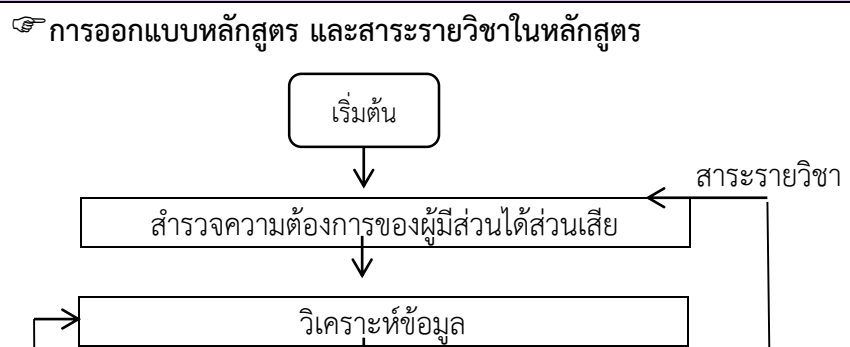 ☞การออกแบบหลักสูตร และสาระรายวิชาในหลักสูตร
เริ่มต้น
สาระรายวิชา
สำรวจความต้องการของผู้มีส่วนได้ส่วนเสีย
วิเคราะห์ข้อมูล